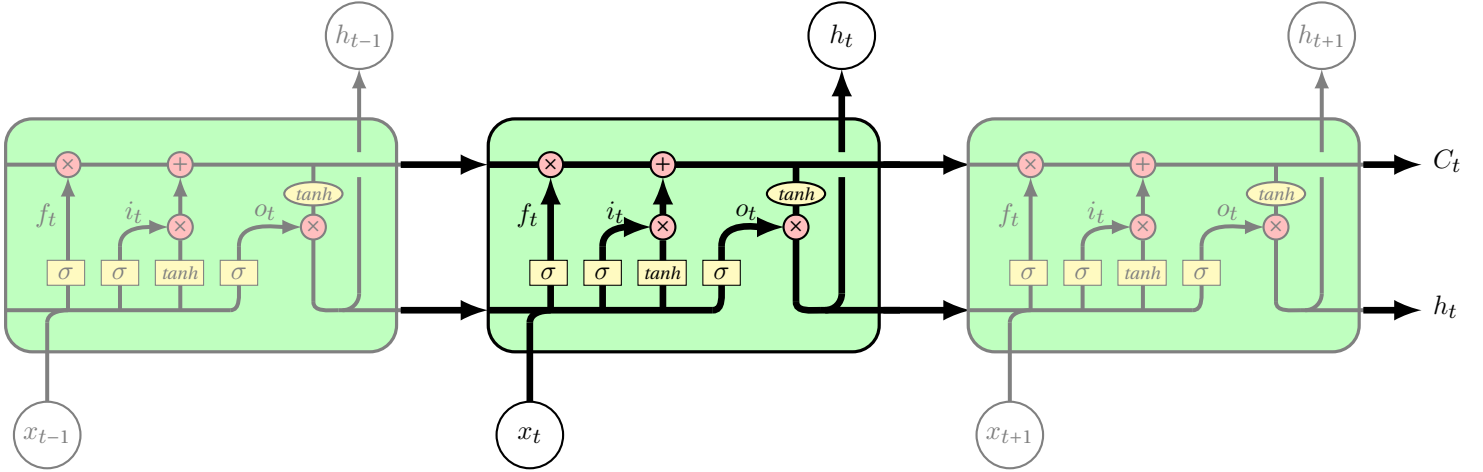 h_{t−1} h_t h_{t+1}
× + × + × + C_t
tanh tanh tanh
f_t i_t × o_t × f_t i_t × o_t × f_t i_t × o_t ×
σ σ tanh σ σ σ tanh σ σ σ tanh σ
h_t
x_{t−1} x_t x_{t+1}